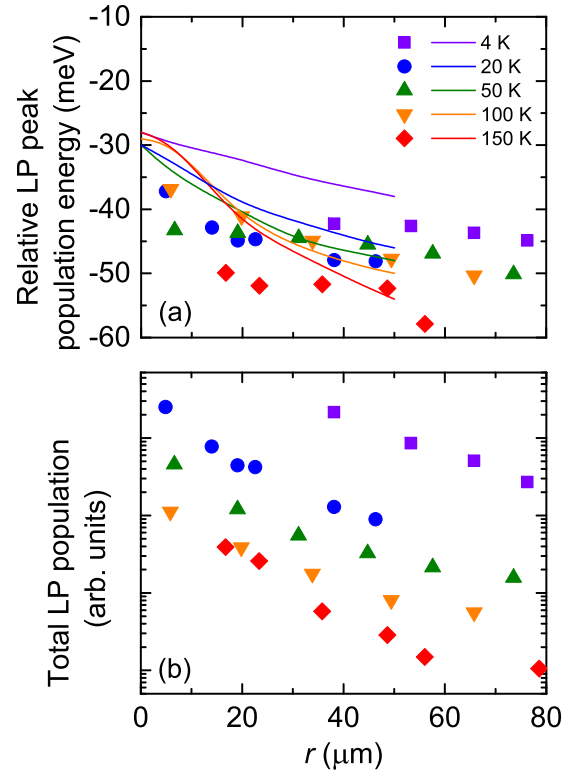 -10
-20
-30
-40
-50
-60
Relative LP peak
population energy (meV)
4 K
20 K
50 K
100 K
150 K
(a)
Total LP population
(arb. units)
(b)
0
20
40
60
80
r (μm)